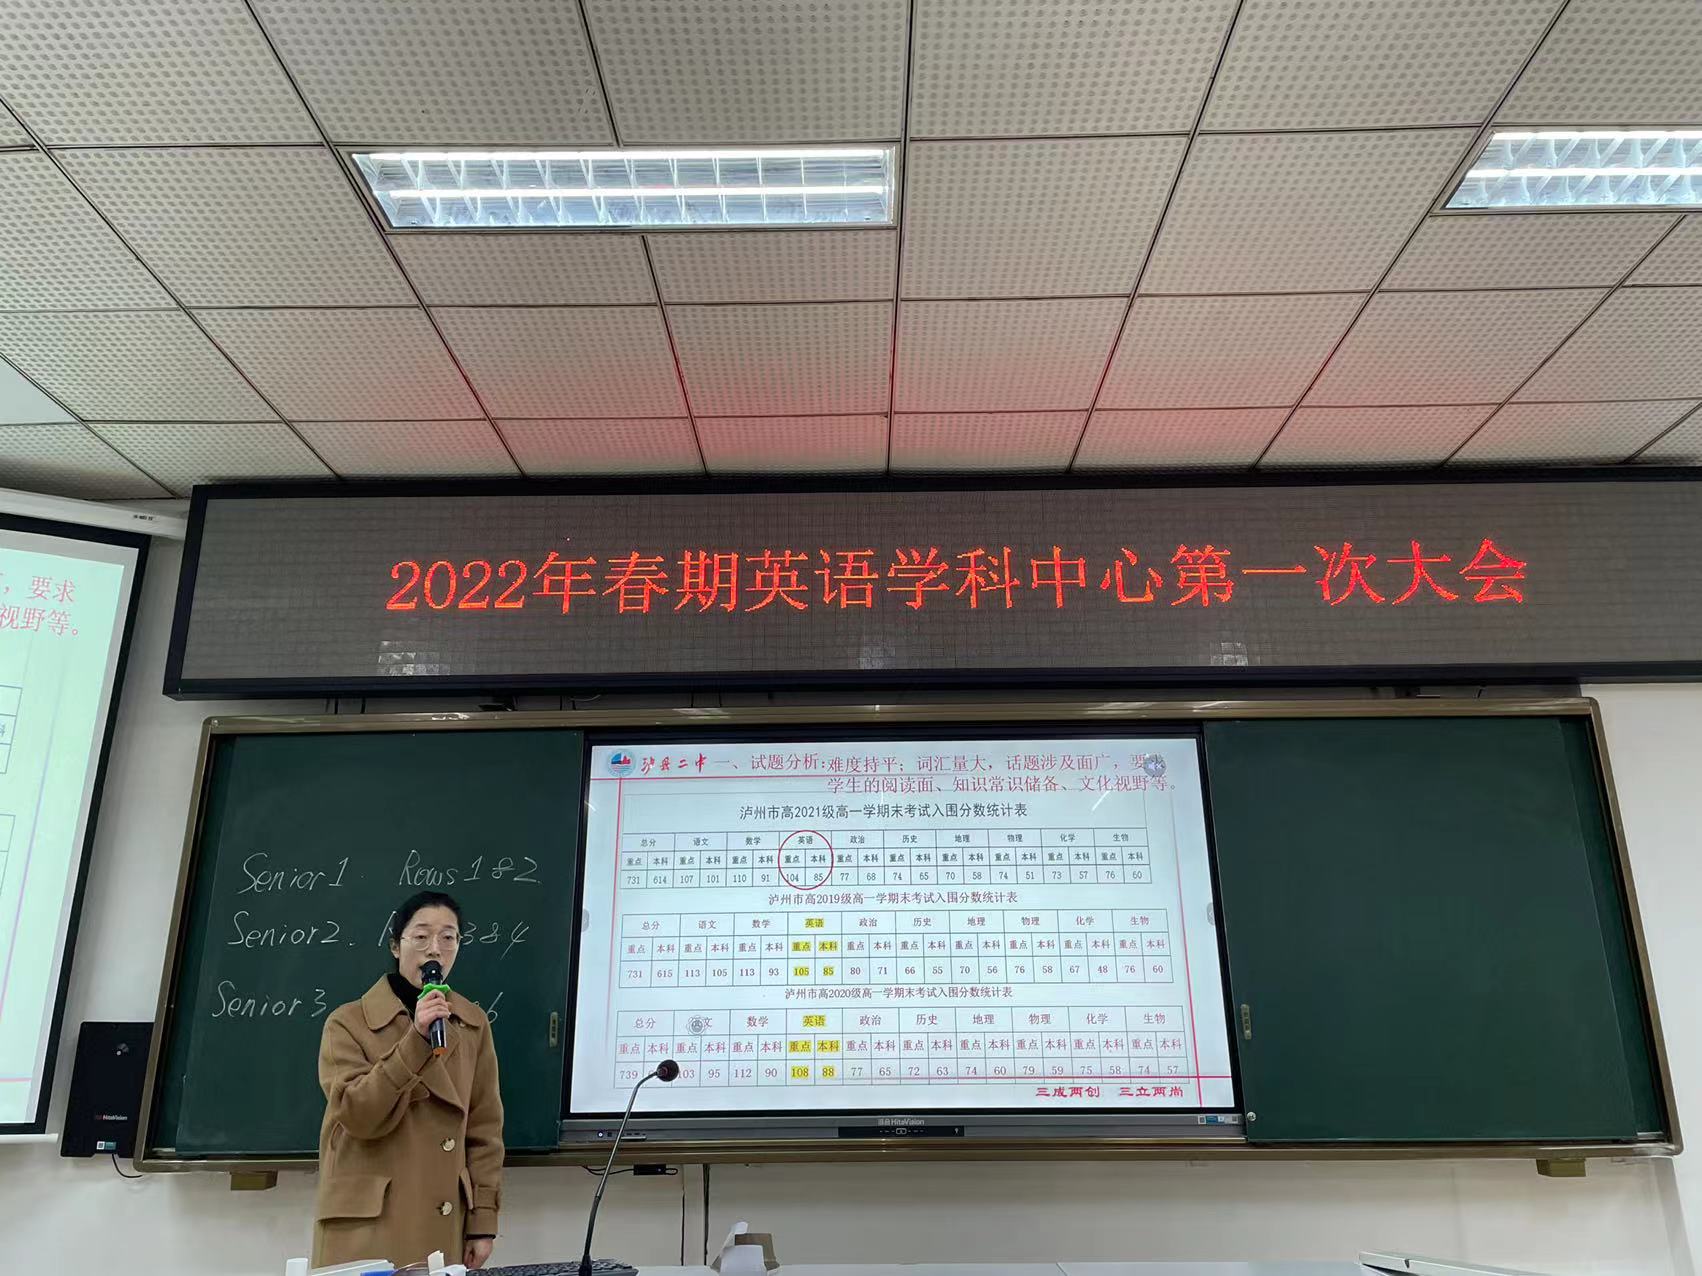 2022年春期英语学科中心第一次大会
，要求
视野等。
Senior1. Rows1&2.
Senior2. 3&4
Senior3 6
泸县二中 一、试题分析:难度持平；词汇量大，话题涉及面广，要求
学生的阅读面、知识常识储备、文化视野等。
泸州市高2021级高一学期末考试入围分数统计表
总分 语文 数学 英语 政治 历史 地理 物理 化学 生物
重点 本科 重点 本科 重点 本科 重点 本科 重点 本科 重点 本科 重点 本科 重点 本科 重点 本科 重点 本科
731 614 107 101 110 91 104 85 77 68 74 65 70 58 74 51 73 57 76 60
泸州市高2019级高一学期末考试入围分数统计表
总分 语文 数学 英语 政治 历史 地理 物理 化学 生物
重点 本科 重点 本科 重点 本科 重点 本科 重点 本科 重点 本科 重点 本科 重点 本科 重点 本科 重点 本科
731 615 113 105 113 93 105 85 80 71 66 55 70 56 76 58 67 48 76 60
泸州市高2020级高一学期末考试入围分数统计表
总分 文 数学 英语 政治 历史 地理 物理 化学 生物
重点 本科 重点 本科 重点 本科 重点 本科 重点 本科 重点 本科 重点 本科 重点 本科 重点 本科 重点 本科
739 103 95 112 90 108 88 77 65 72 63 74 60 79 59 75 58 74 57
三成两创 三立两尚
HiteVision
HiteVision